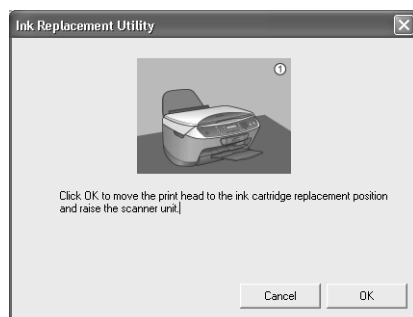 Ink Replacement Utility
1
Click OK to move the print head to the ink cartridge replacement position
and raise the scanner unit.
Cancel
OK